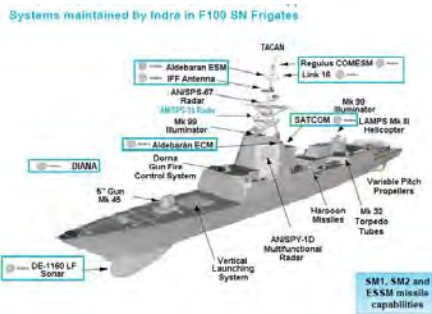 Systems maintained by Indra in F100 SN Frigates
TACAN
Aldebaran ESM
IFF Antenna
AN/SPS-67
Radar
Radar
Mk 99
Illuminator
Aldebarán ECM
Dorna
Gun Fire
Control System
DIANA
5" Gun
Mk 45
DE-1160 LF
Sonar
Regulus COMESM
Link 16
Mk 99
Illuminator
SATCOM
LAMPS Mk III
Helicopter
Variable Pitch
Propellers
Harpoon
Missiles
Mk 32
Torpedo
Tubes
AN/SPY-1D
Multifunctional
Radar
Vertical
Launching
System
SM1, SM2 and
ESSM missile
capabilities